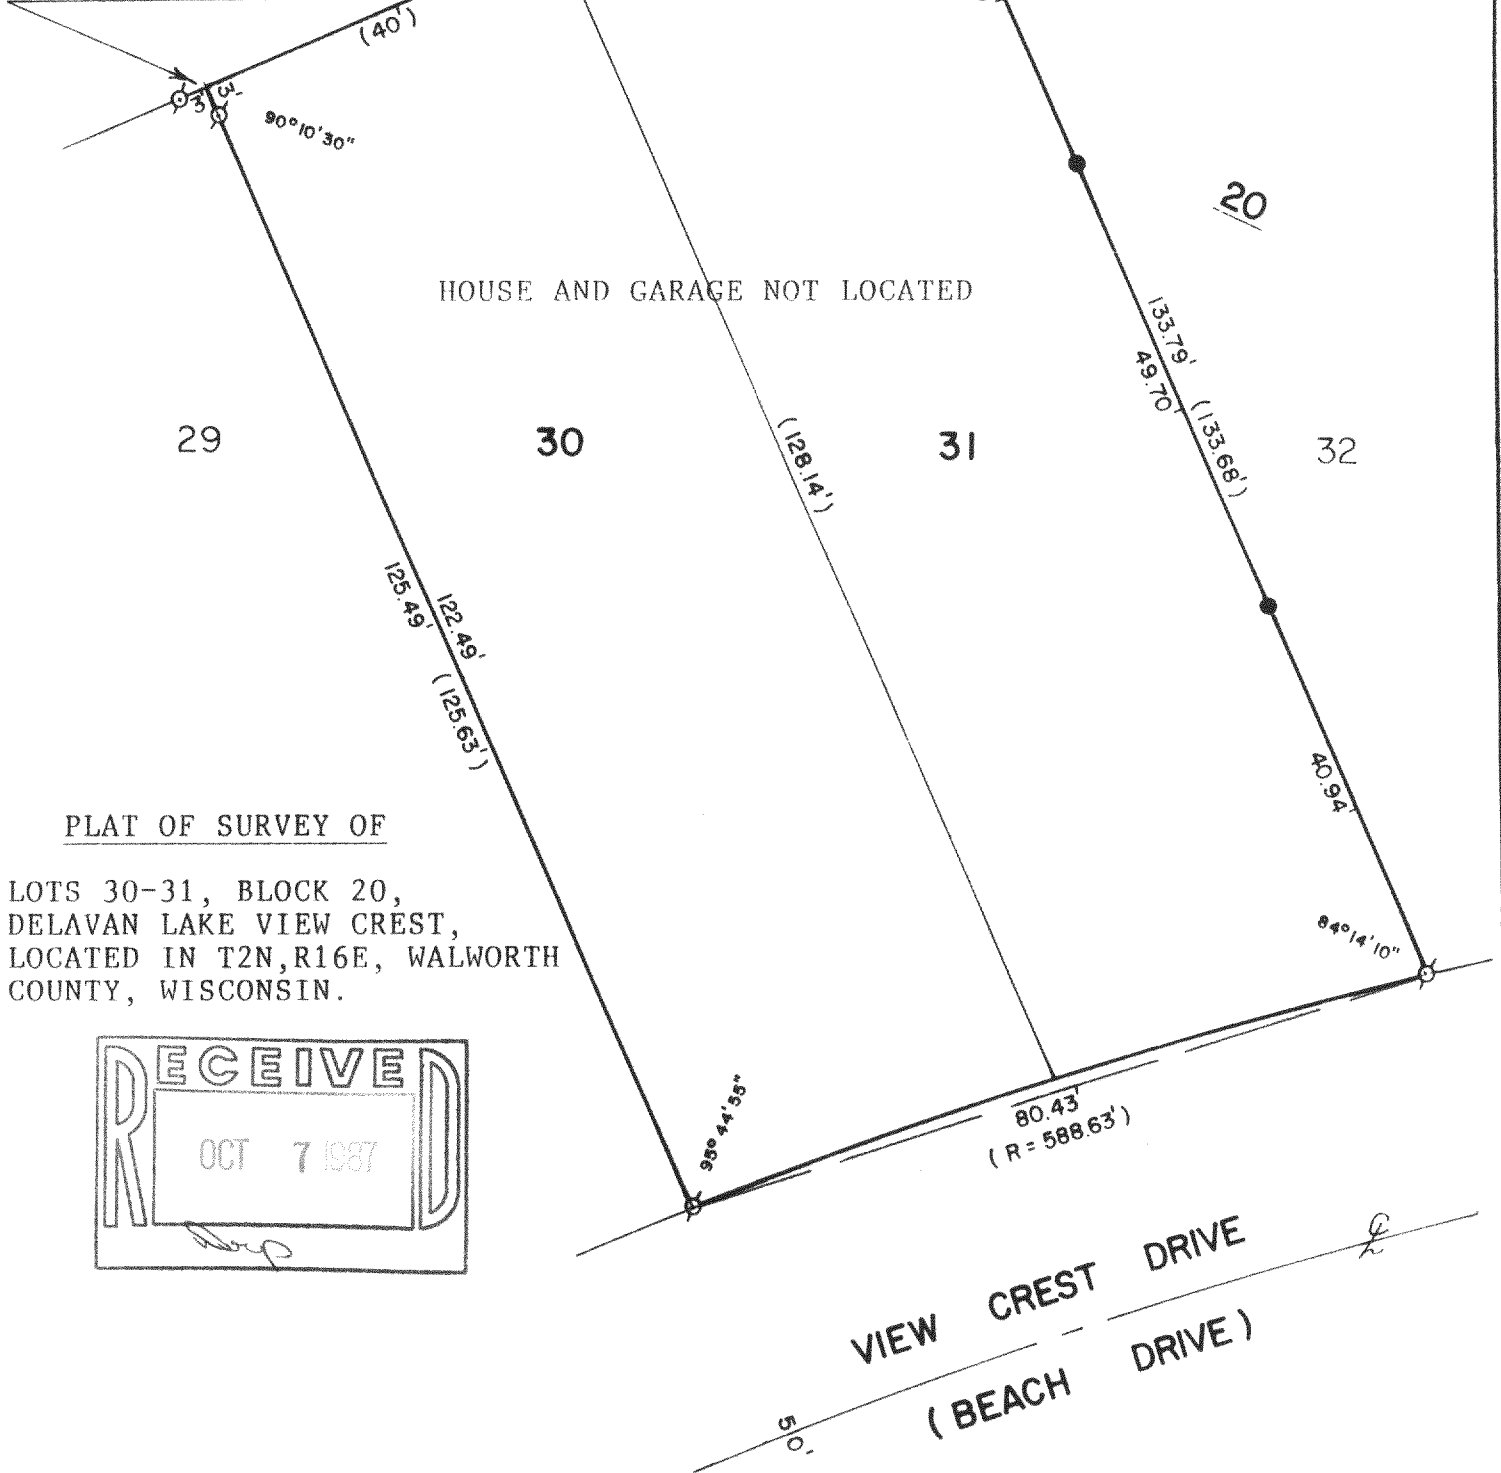 (40')
3'
3'
90°10'30"
20
HOUSE AND GARAGE NOT LOCATED
133.79'
49.70'
(133.68')
29
30
(128.14')
31
32
125.49'
122.49'
(125.63')
40.94'
PLAT OF SURVEY OF
LOTS 30-31, BLOCK 20,
DELAVAN LAKE VIEW CREST,
LOCATED IN T2N,R16E, WALWORTH
COUNTY, WISCONSIN.
84°14'10"
RECEIVED
OCT 7 1987
95°44'55"
80.43'
(R = 588.63')
VIEW CREST DRIVE
(BEACH DRIVE)
50'